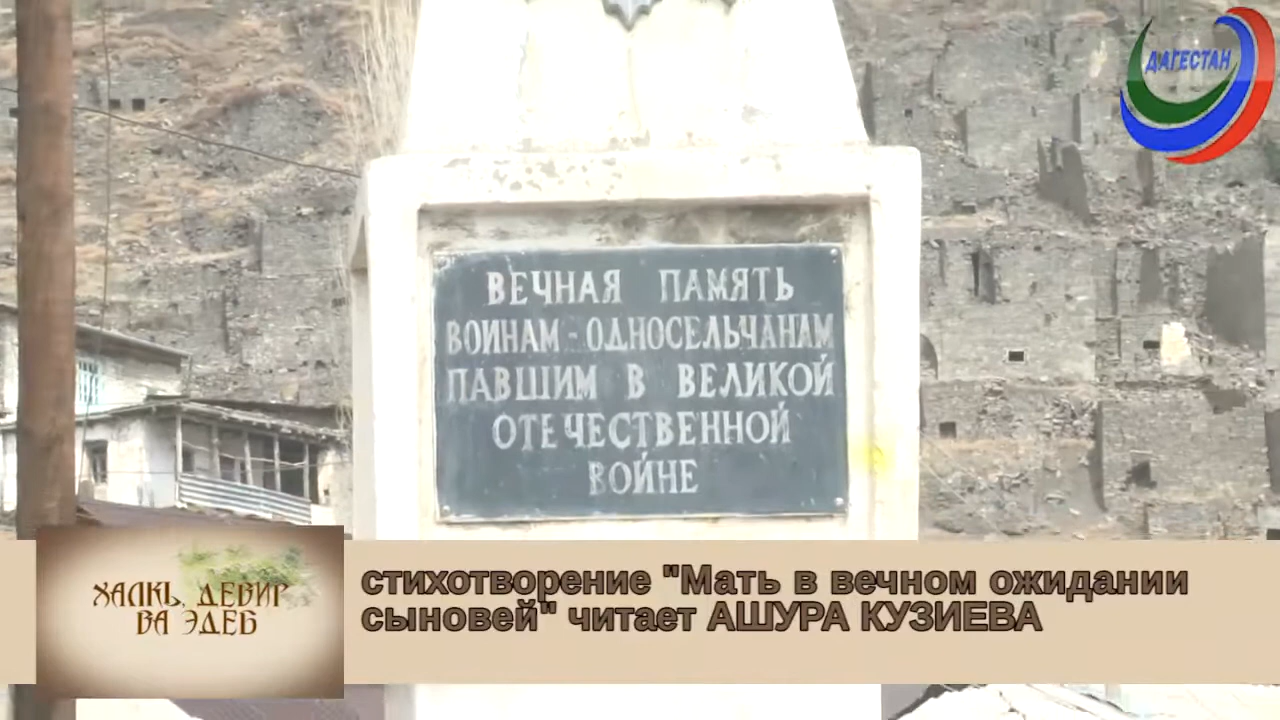 ДАГЕСТАН
ВЕЧНАЯ ПАМЯТЬ
ВОИНАМ-ОДНОСЕЛЬЧАНАМ
ПАВШИМ В ВЕЛИКОЙ
ОТЕЧЕСТВЕННОЙ
ВОЙНЕ
ХАЛКЬ, ДЕВИР
ВА ЭДЕБ
стихотворение "Мать в вечном ожидании
сыновей" читает АШУРА КУЗИЕВА